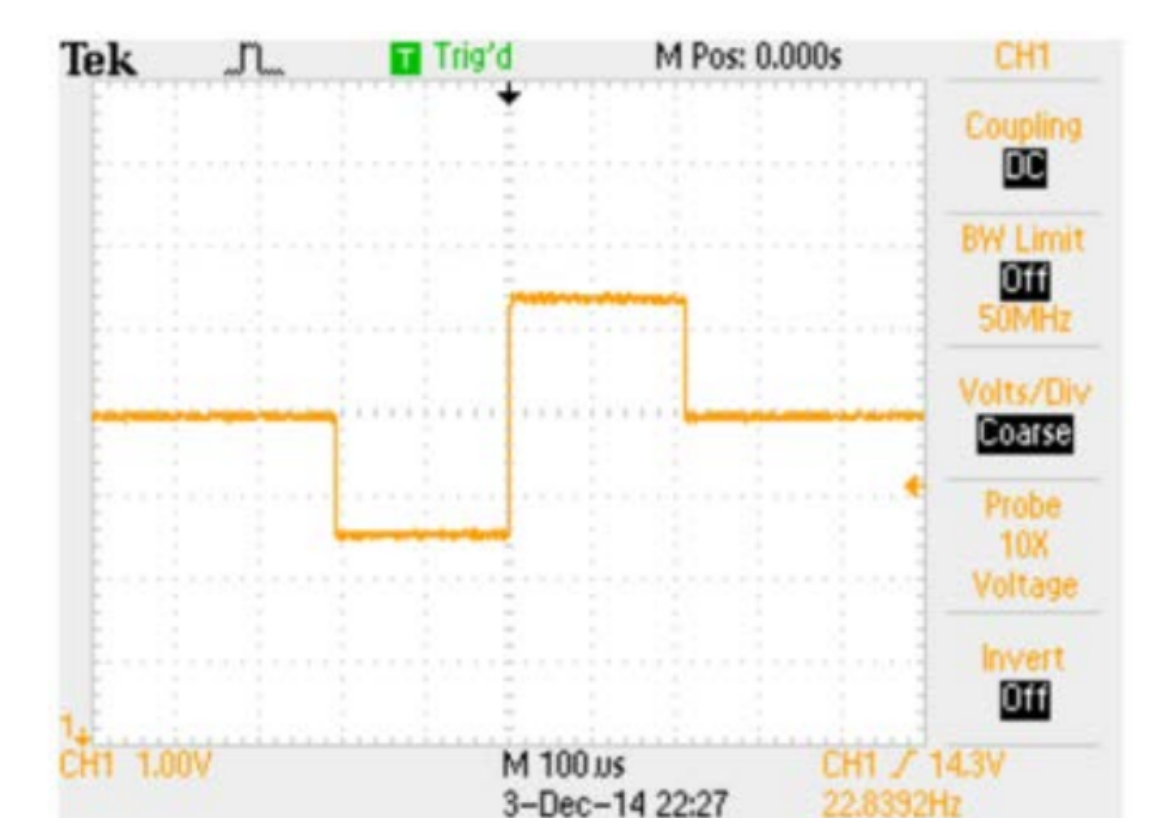 Tek T Trig'd M Pos: 0.000s CH1
Coupling
DC
BW Limit
Off
50MHz
Volts/Div
Coarse
Probe
10X
Voltage
Invert
Off
1
CH1 1.00V M 100µs CH1 14.3V
3-Dec-14 22:27 22.8392Hz